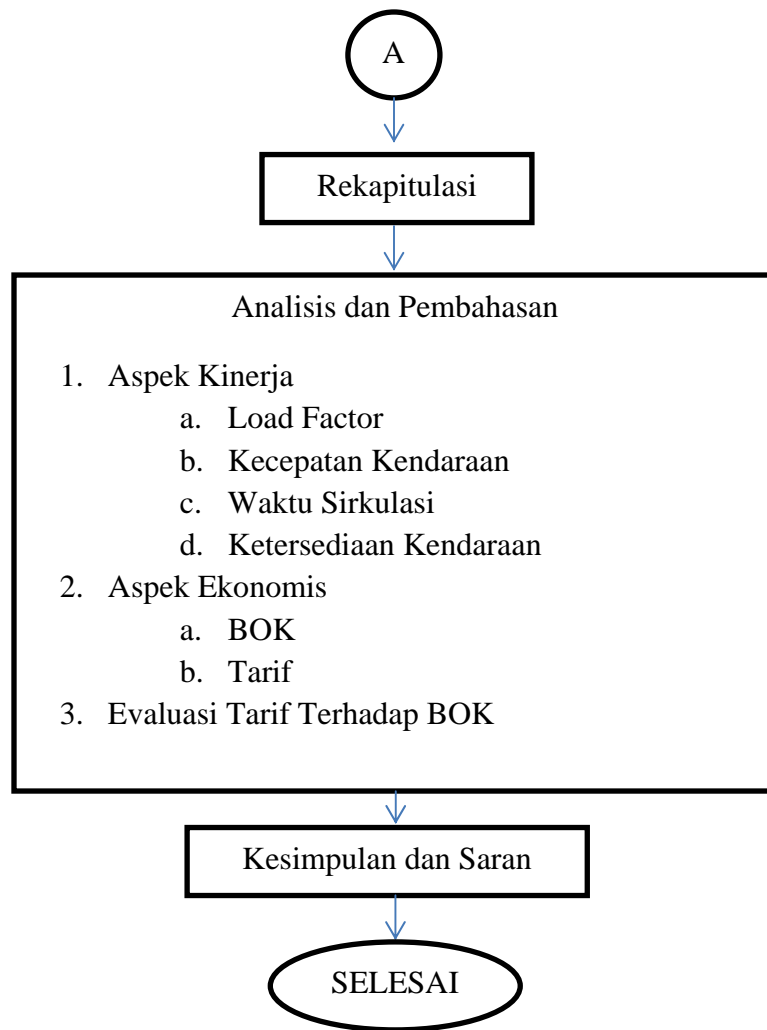 A
Rekapitulasi
Analisis dan Pembahasan
1. Aspek Kinerja
a. Load Factor
b. Kecepatan Kendaraan
c. Waktu Sirkulasi
d. Ketersediaan Kendaraan
2. Aspek Ekonomis
a. BOK
b. Tarif
3. Evaluasi Tarif Terhadap BOK
Kesimpulan dan Saran
SELESAI